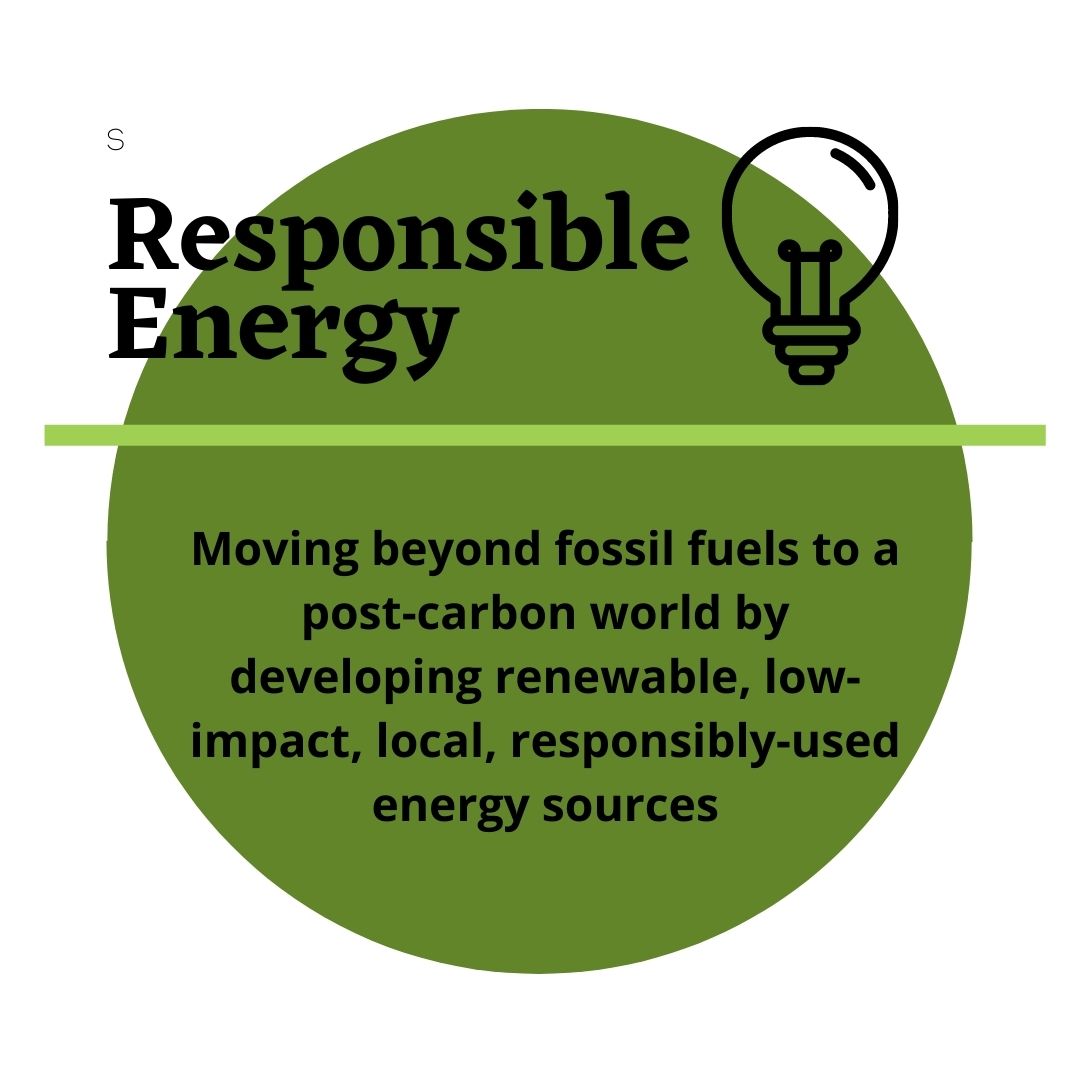 S
Responsible
Energy
Moving beyond fossil fuels to a
post-carbon world by
developing renewable, low-
impact, local, responsibly-used
energy sources